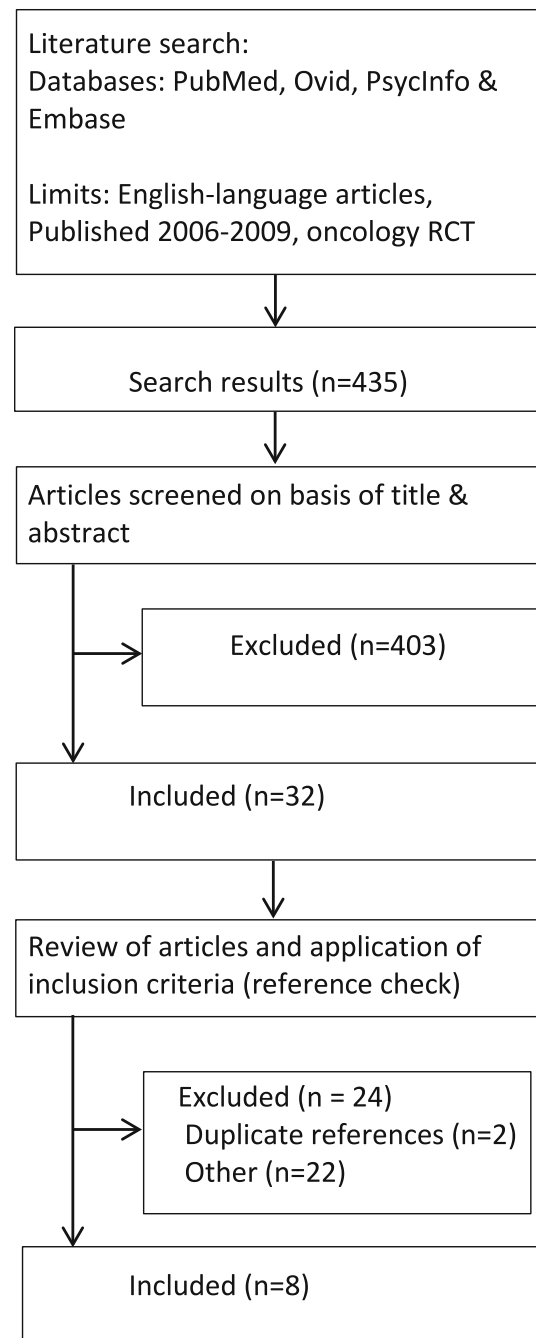 Literature search:
Databases: PubMed, Ovid, PsycInfo &
Embase
Limits: English-language articles,
Published 2006-2009, oncology RCT
Search results (n=435)
Articles screened on basis of title &
abstract
Excluded (n=403)
Included (n=32)
Review of articles and application of
inclusion criteria (reference check)
Excluded (n = 24)
Duplicate references (n=2)
Other (n=22)
Included (n=8)